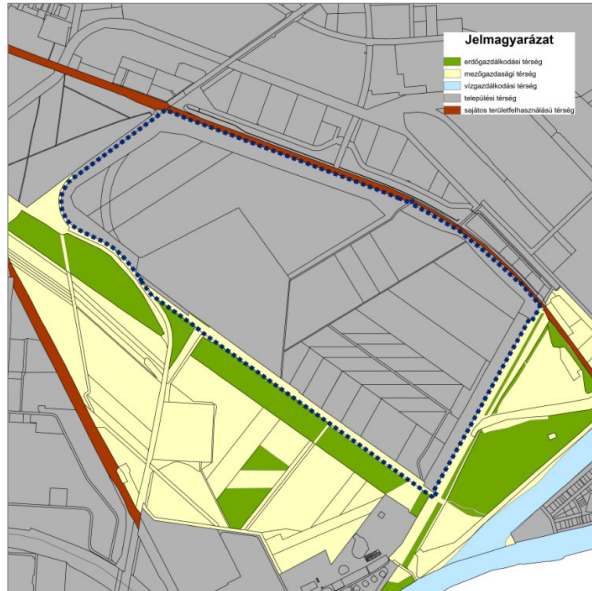 Jelmagyarázat
erdőgazdálkodási térség
mezőgazdasági térség
vízgazdálkodási térség
települési térség
sajátos területfelhasználású térség